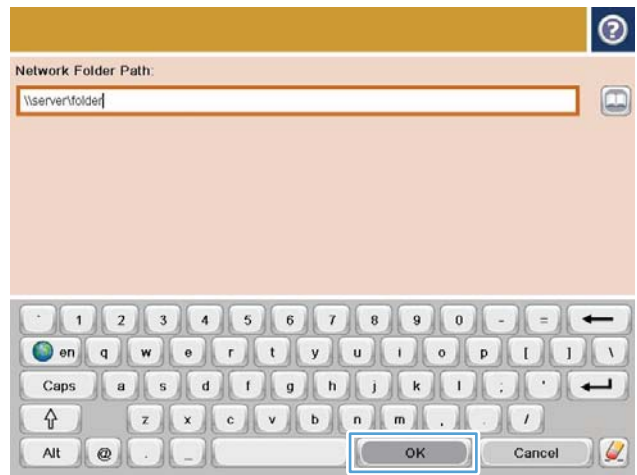 ?
Network Folder Path:
\\server\folder
` 1 2 3 4 5 6 7 8 9 0 - =
en q w e r t y u i o p [ ] \
Caps a s d f g h j k l ; '
z x c v b n m , . /
Alt @ . _ OK Cancel